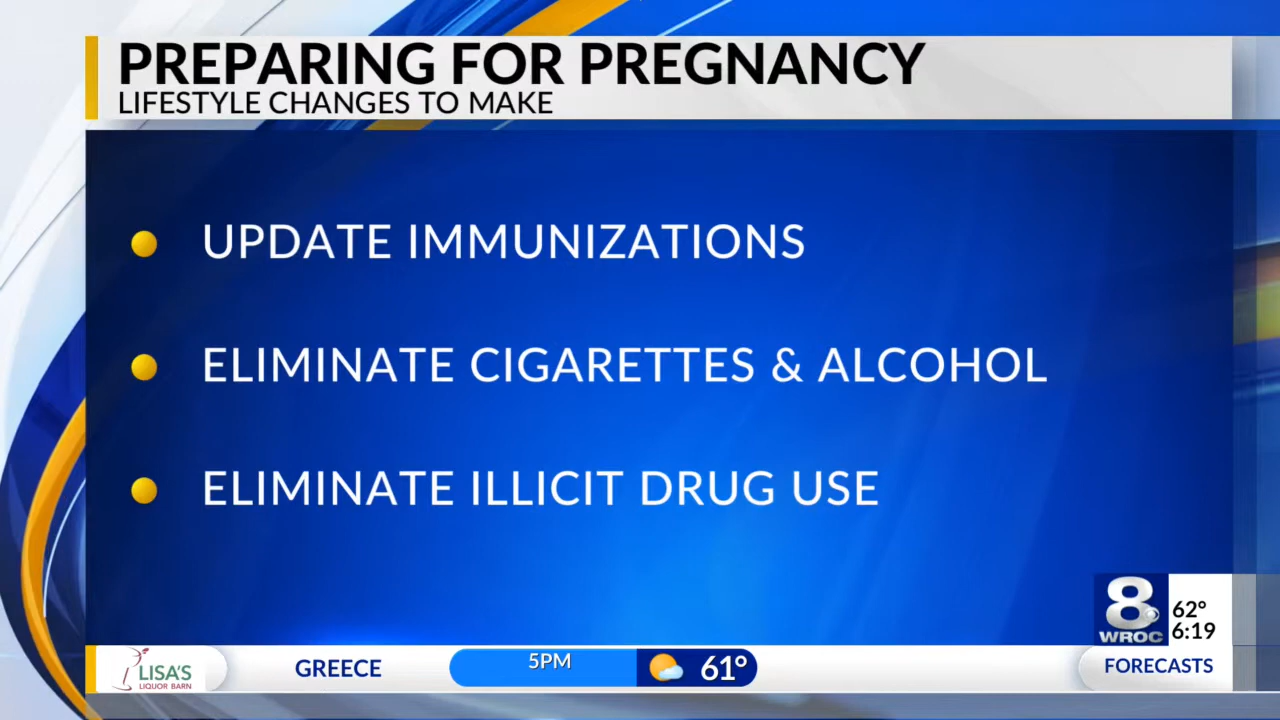 PREPARING FOR PREGNANCY
LIFESTYLE CHANGES TO MAKE
UPDATE IMMUNIZATIONS
ELIMINATE CIGARETTES & ALCOHOL
ELIMINATE ILLICIT DRUG USE
8
WROC
62°
6:19
LISA'S
LIQUOR BARN
GREECE
5PM
61°
FORECASTS